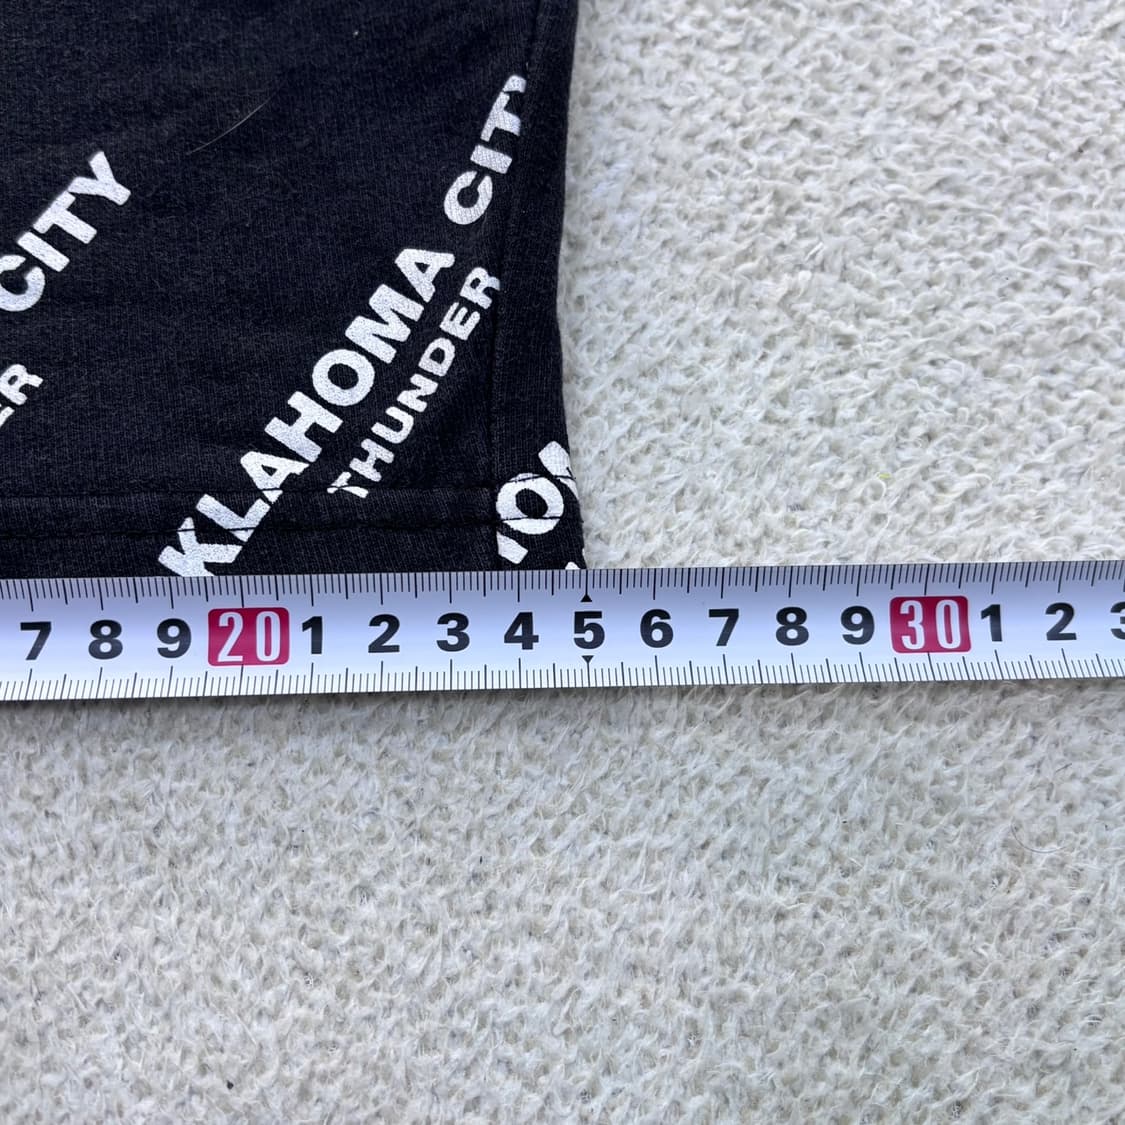 CITY
ER
KLAHOMA CITY
THUNDER
7 8 9 20 1 2 3 4 5 6 7 8 9 30 1 2 3